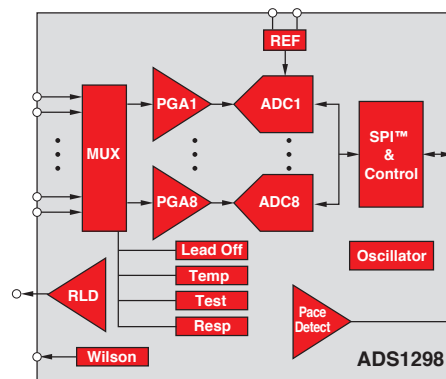 REF
PGA1
ADC1
MUX
SPI™
&
Control
PGA8
ADC8
Lead Off
Temp
Test
Resp
Oscillator
RLD
Pace
Detect
Wilson
ADS1298